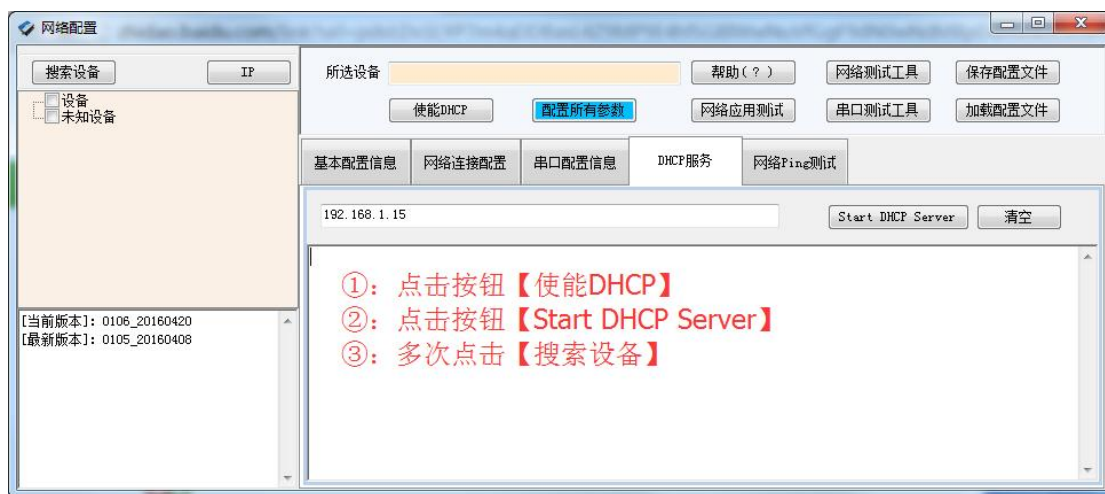 网络配置
搜索设备
IP
设备
未知设备
[当前版本]: 0106_20160420
[最新版本]: 0105_20160408
所选设备
帮助(?)
网络测试工具
保存配置文件
使能DHCP
配置所有参数
网络应用测试
串口测试工具
加载配置文件
基本配置信息
网络连接配置
串口配置信息
DHCP服务
网络Ping测试
192.168.1.15
Start DHCP Server
清空
①：点击按钮【使能DHCP】
②：点击按钮【Start DHCP Server】
③：多次点击【搜索设备】